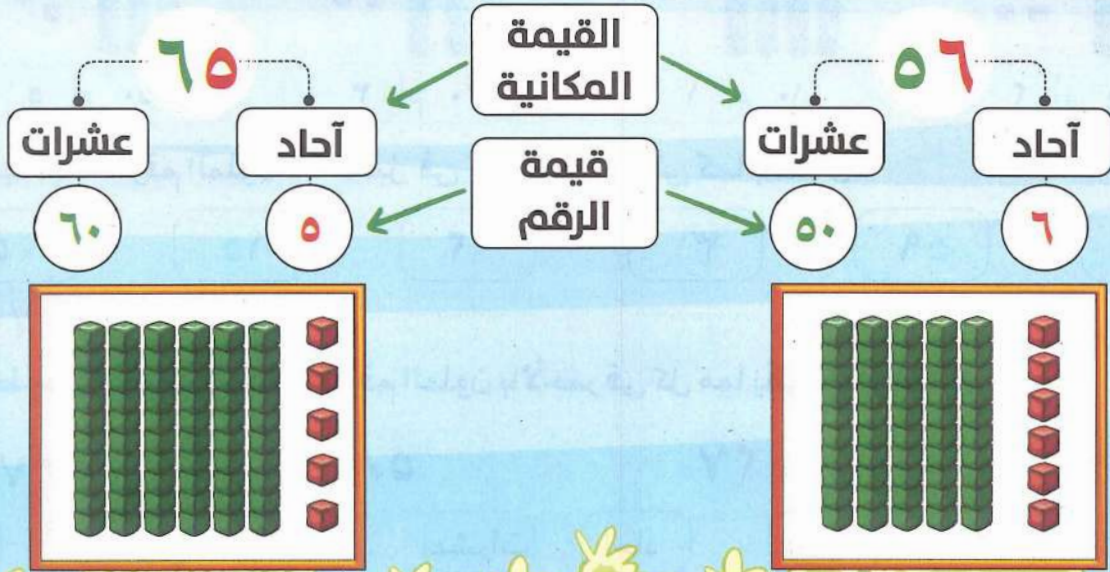 ٥٦
القيمة
المكانية
٦٥
آحاد
عشرات
آحاد
عشرات
قيمة
الرقم
٦
٥٠
٥
٦٠